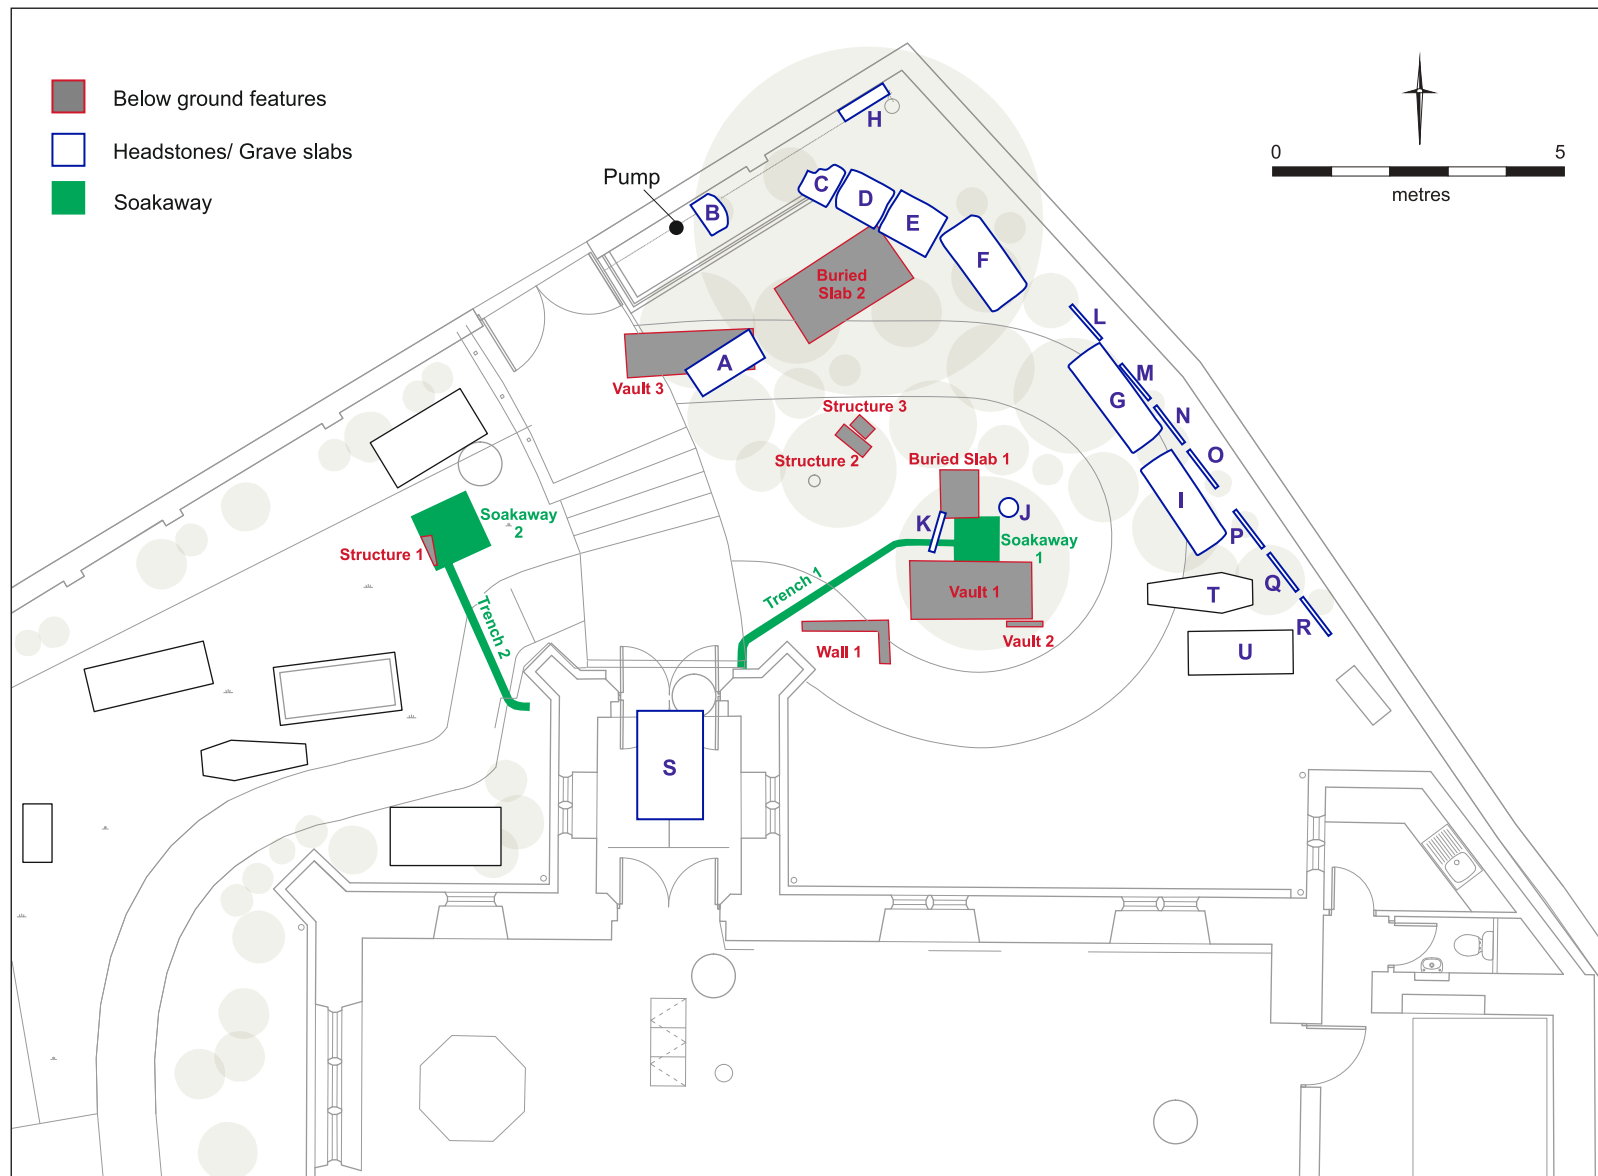 Below ground features
Headstones/ Grave slabs
Soakaway
0
5
metres
Pump
H
C
D
E
B
F
Buried
Slab 2
L
A
Vault 3
M
G
N
Structure 3
Structure 2
O
Buried Slab 1
I
J
K
P
Soakaway
2
Soakaway
1
Structure 1
Trench 1
Trench 2
Vault 1
Q
T
R
Vault 2
Wall 1
U
S